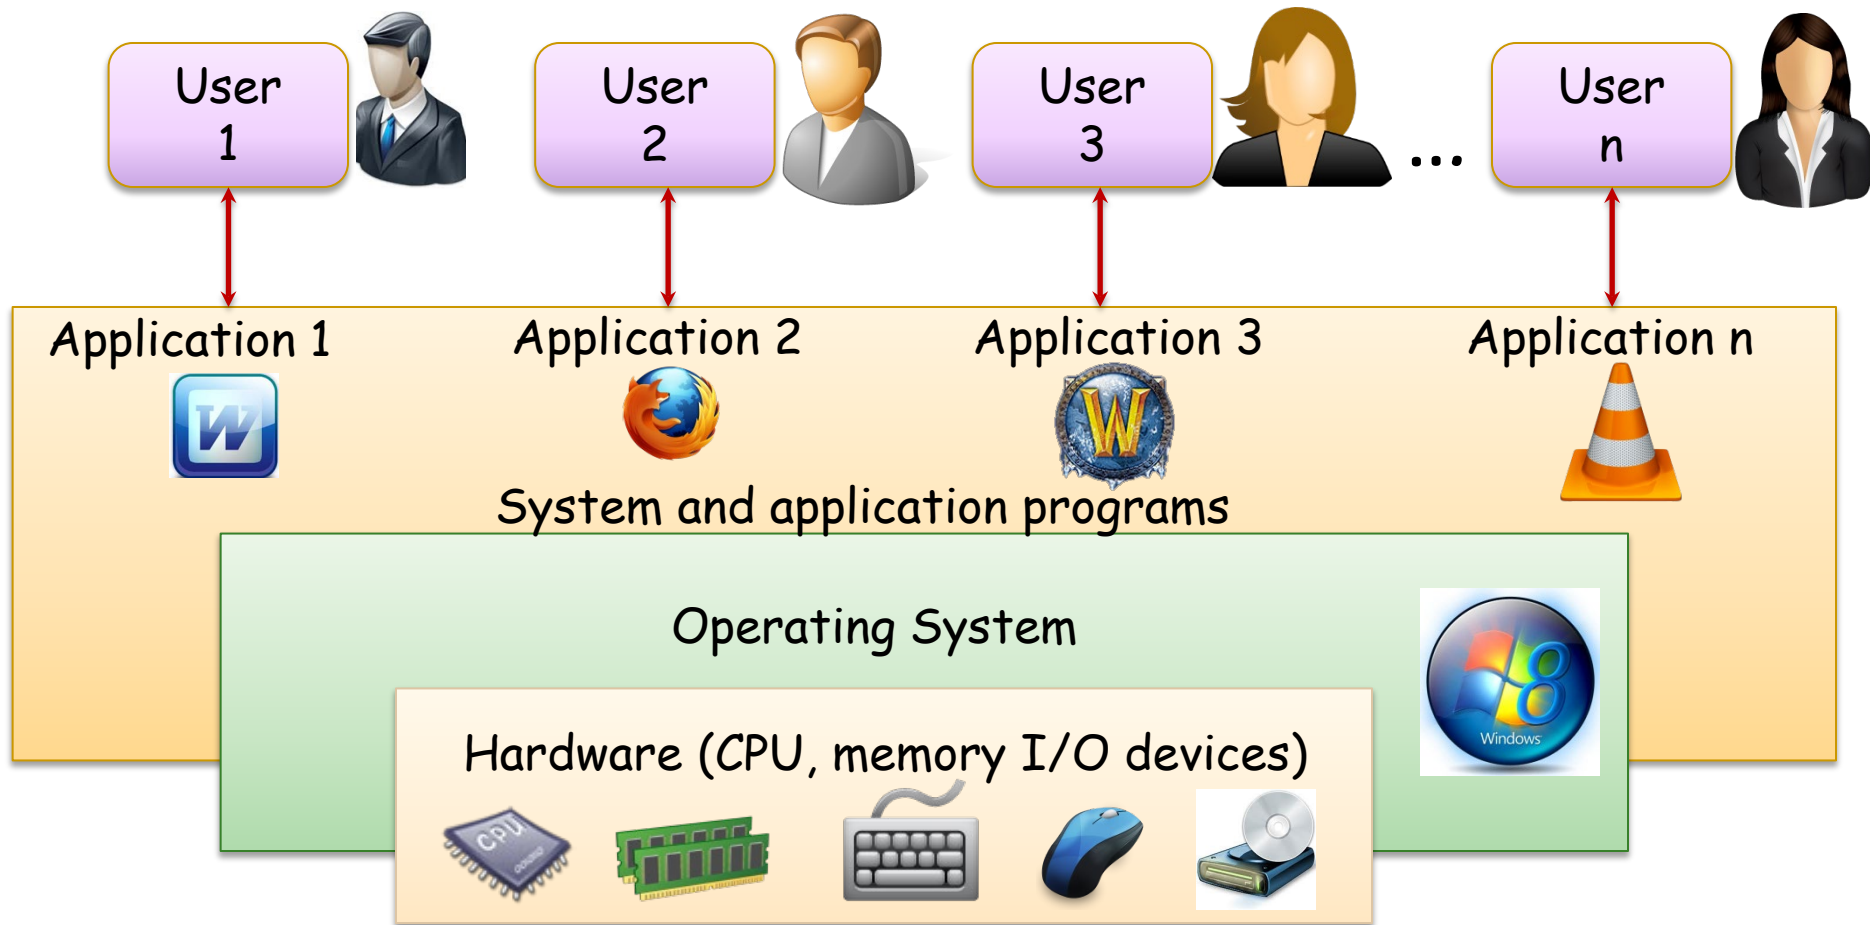 User
1
User
2
User
3
...
User
n
Application 1
Application 2
Application 3
Application n
W
W
System and application programs
Operating System
8
Windows
Hardware (CPU, memory I/O devices)
CPU